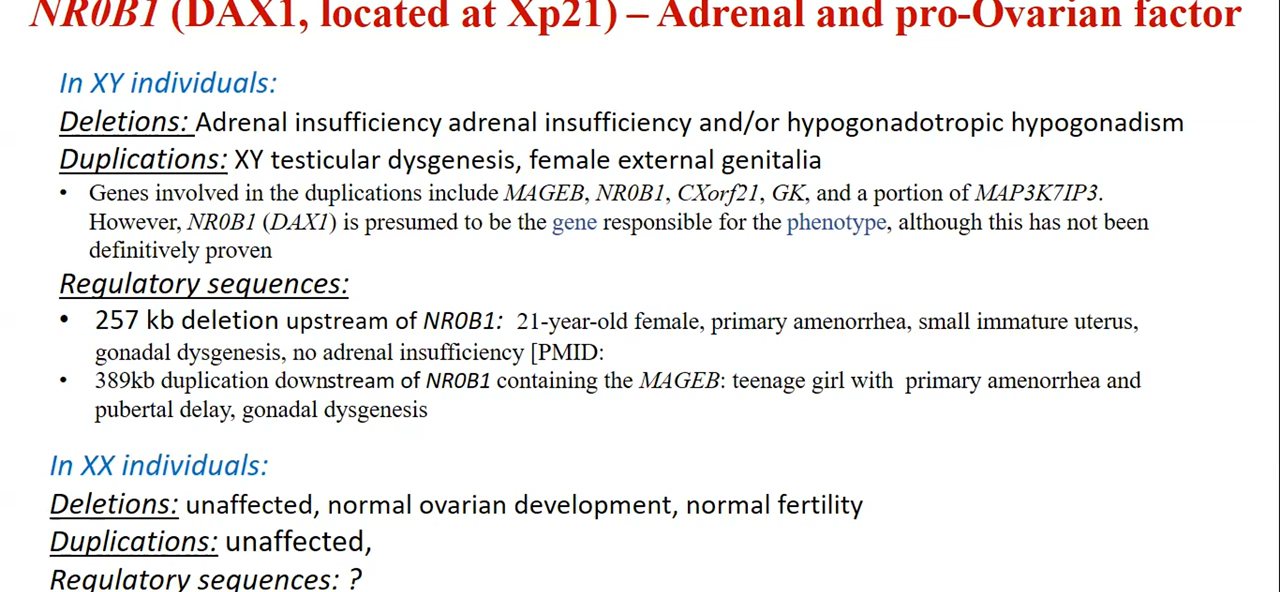 NR0B1 (DAX1, located at Xp21) – Adrenal and pro-Ovarian factor
In XY individuals:
Deletions: Adrenal insufficiency adrenal insufficiency and/or hypogonadotropic hypogonadism
Duplications: XY testicular dysgenesis, female external genitalia
• Genes involved in the duplications include MAGEB, NR0B1, CXorf21, GK, and a portion of MAP3K7IP3.
However, NR0B1 (DAX1) is presumed to be the gene responsible for the phenotype, although this has not been
definitively proven
Regulatory sequences:
• 257 kb deletion upstream of NR0B1: 21-year-old female, primary amenorrhea, small immature uterus,
gonadal dysgenesis, no adrenal insufficiency [PMID:
• 389kb duplication downstream of NR0B1 containing the MAGEB: teenage girl with primary amenorrhea and
pubertal delay, gonadal dysgenesis
In XX individuals:
Deletions: unaffected, normal ovarian development, normal fertility
Duplications: unaffected,
Regulatory sequences: ?